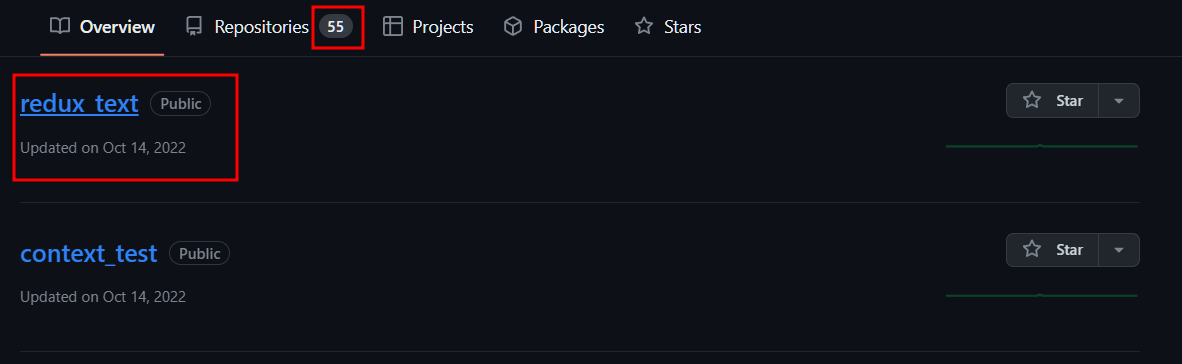 Overview Repositories 55 Projects Packages Stars
redux_text Public Star
Updated on Oct 14, 2022
context_test Public Star
Updated on Oct 14, 2022